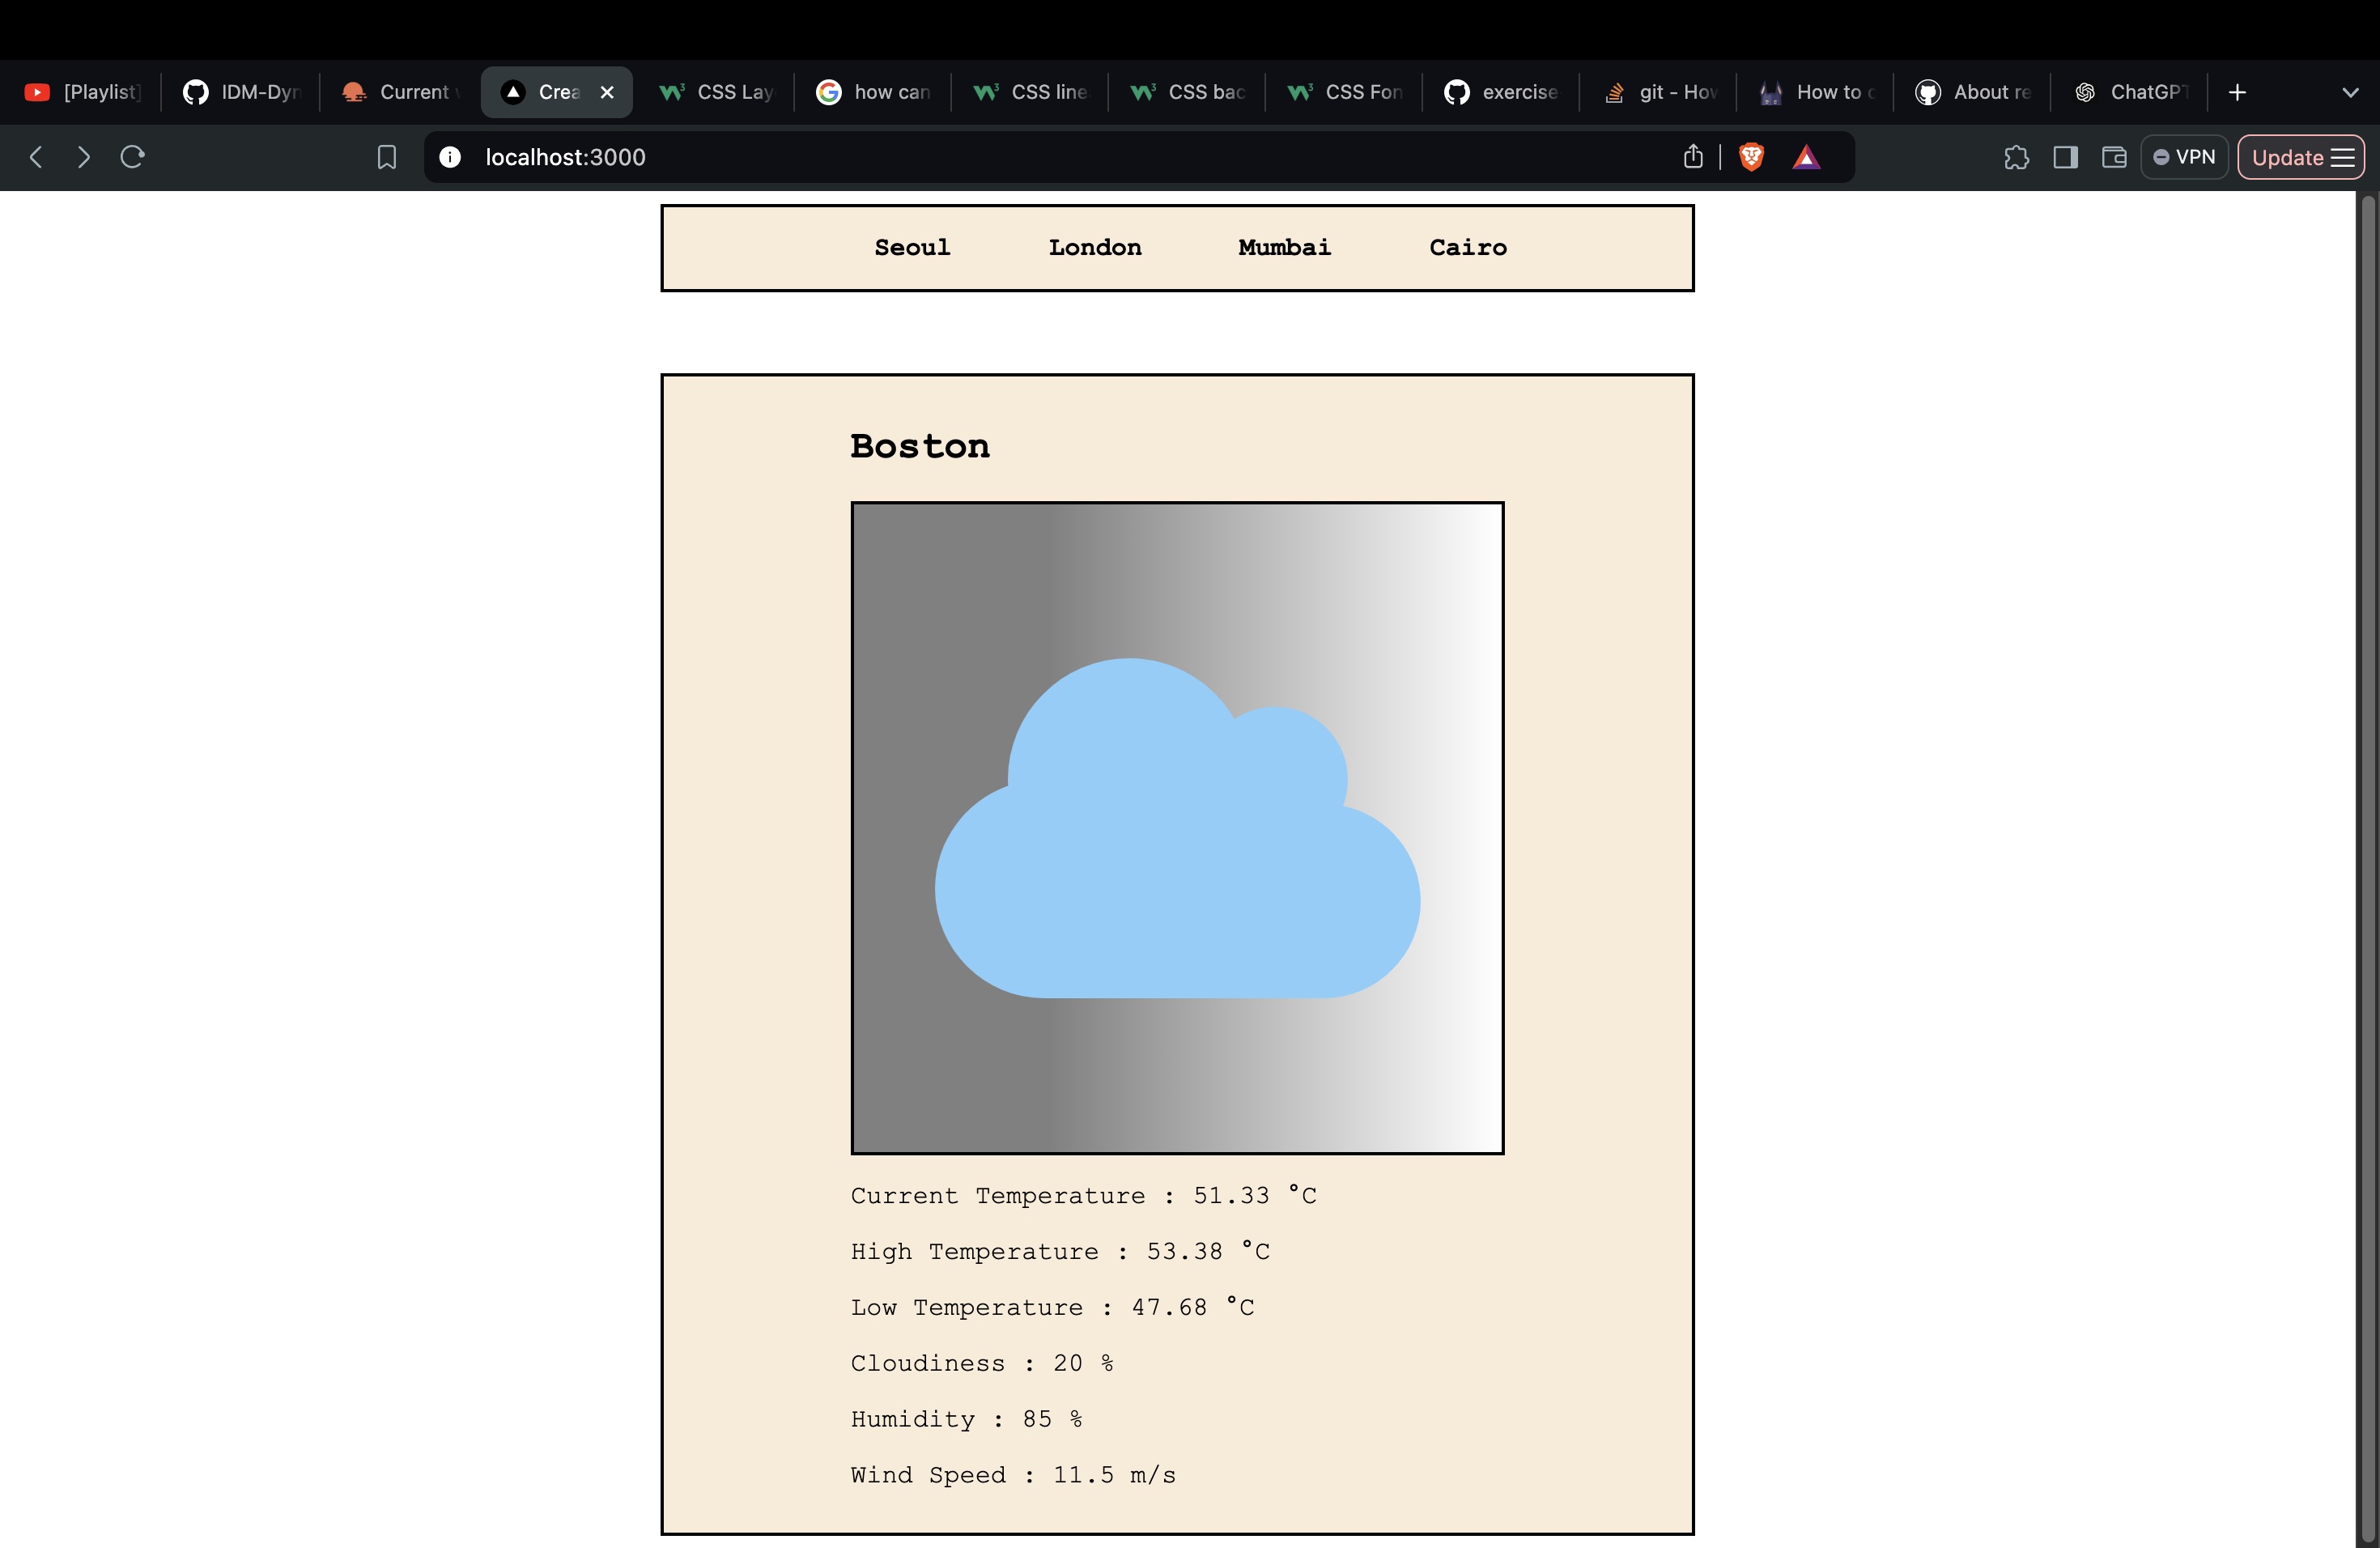 [Playlist] IDM-Dyn Current Crea CSS Lay how can CSS line CSS bac CSS Fon exercise git - How How to About re ChatGPT
localhost:3000 VPN Update
Seoul London Mumbai Cairo
Boston
Current Temperature : 51.33 °C
High Temperature : 53.38 °C
Low Temperature : 47.68 °C
Cloudiness : 20 %
Humidity : 85 %
Wind Speed : 11.5 m/s